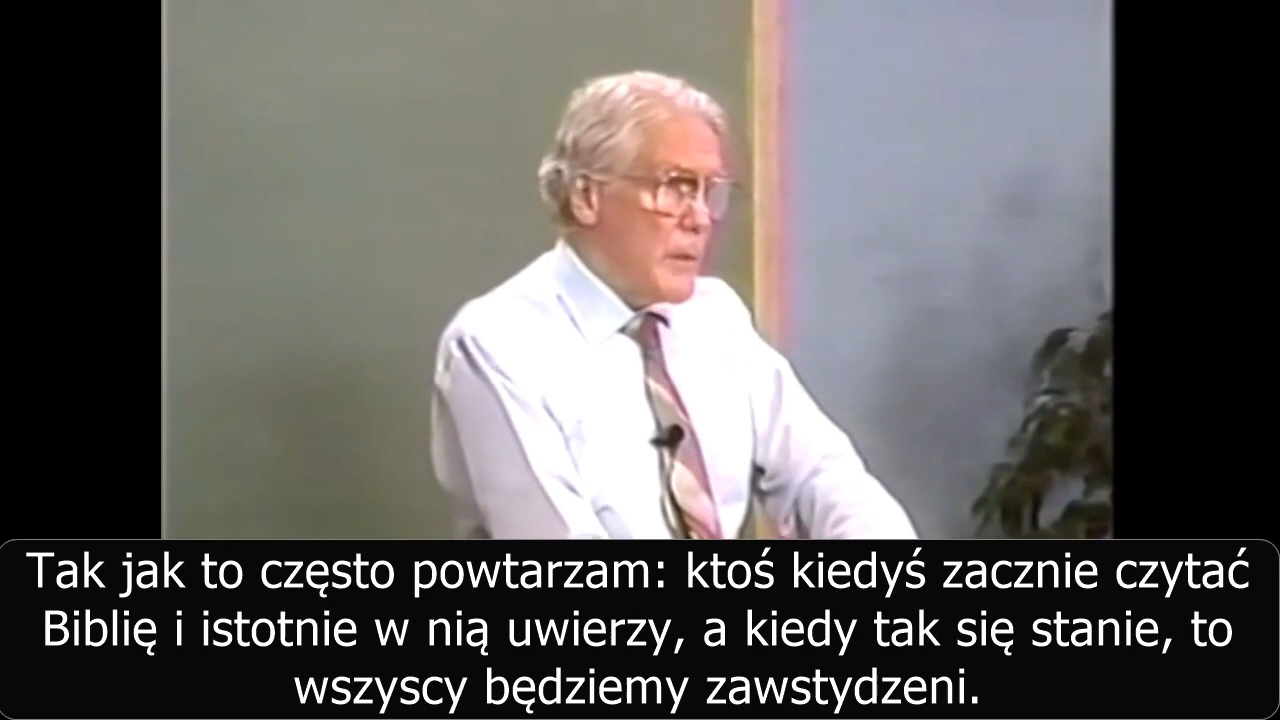 Tak jak to często powtarzam: ktoś kiedyś zacznie czytać
Biblię i istotnie w nią uwierzy, a kiedy tak się stanie, to
wszyscy będziemy zawstydzeni.